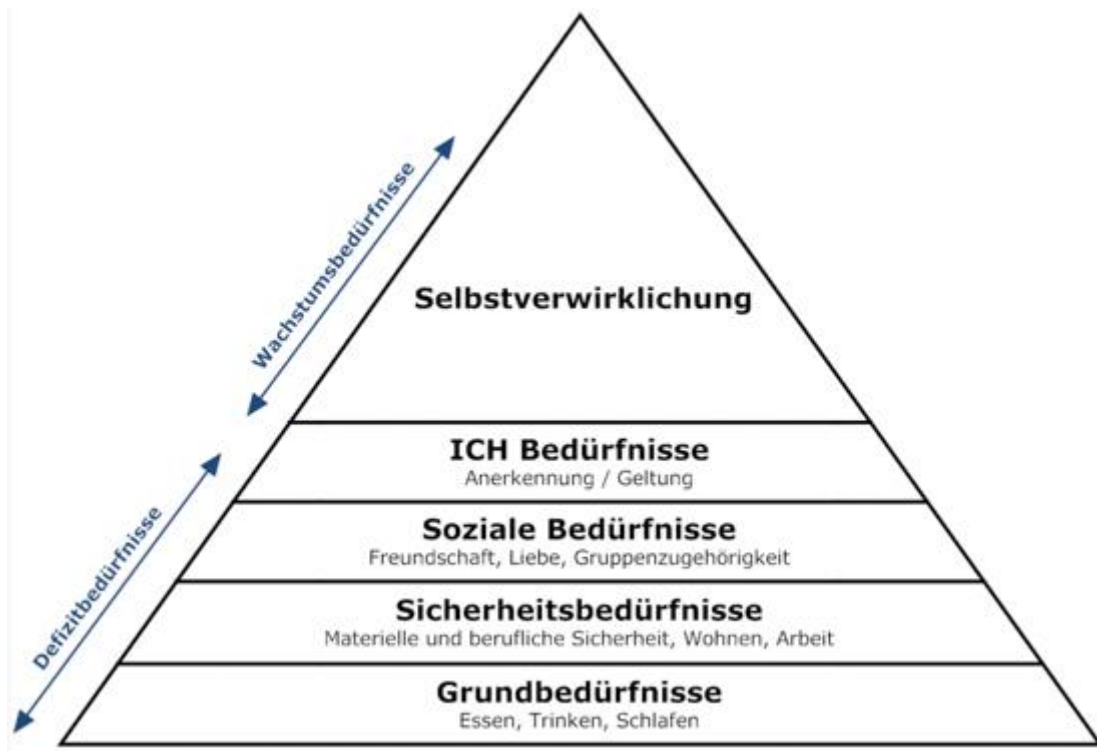 Wachstumsbedürfnisse
Selbstverwirklichung
Defizitbedürfnisse
ICH Bedürfnisse
Anerkennung / Geltung
Soziale Bedürfnisse
Freundschaft, Liebe, Gruppenzugehörigkeit
Sicherheitsbedürfnisse
Materielle und berufliche Sicherheit, Wohnen, Arbeit
Grundbedürfnisse
Essen, Trinken, Schlafen